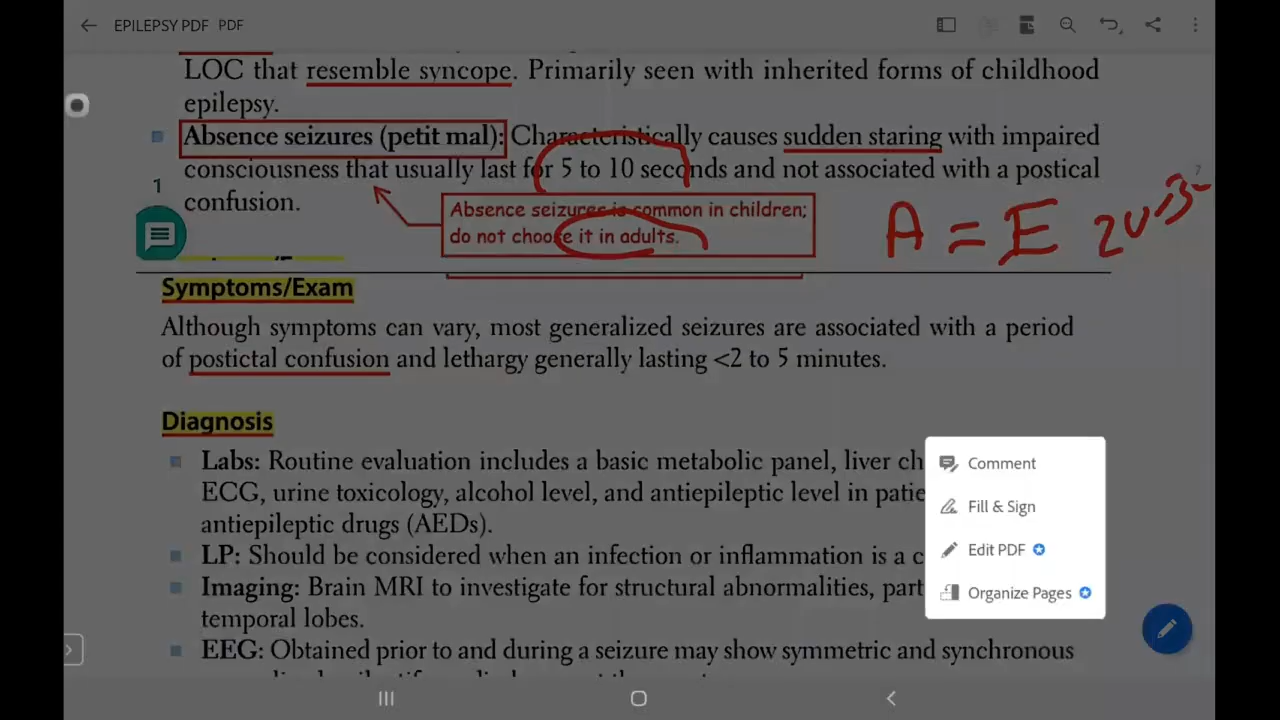 EPILEPSY PDF PDF
LOC that resemble syncope. Primarily seen with inherited forms of childhood
epilepsy.
Absence seizures (petit mal): Characteristically causes sudden staring with impaired
consciousness that usually last for 5 to 10 seconds and not associated with a postical
confusion.
1
7
Absence seizures is common in children;
do not choose it in adults.
A = E
Symptoms/Exam
Although symptoms can vary, most generalized seizures are associated with a period
of postictal confusion and lethargy generally lasting <2 to 5 minutes.
Diagnosis
Labs: Routine evaluation includes a basic metabolic panel, liver
ECG, urine toxicology, alcohol level, and antiepileptic level in
antiepileptic drugs (AEDs).
LP: Should be considered when an infection or inflammation is a
Imaging: Brain MRI to investigate for structural abnormalities,
temporal lobes.
EEG: Obtained prior to and during a seizure may show symmetric and synchronous
Comment
Fill & Sign
Edit PDF
Organize Pages